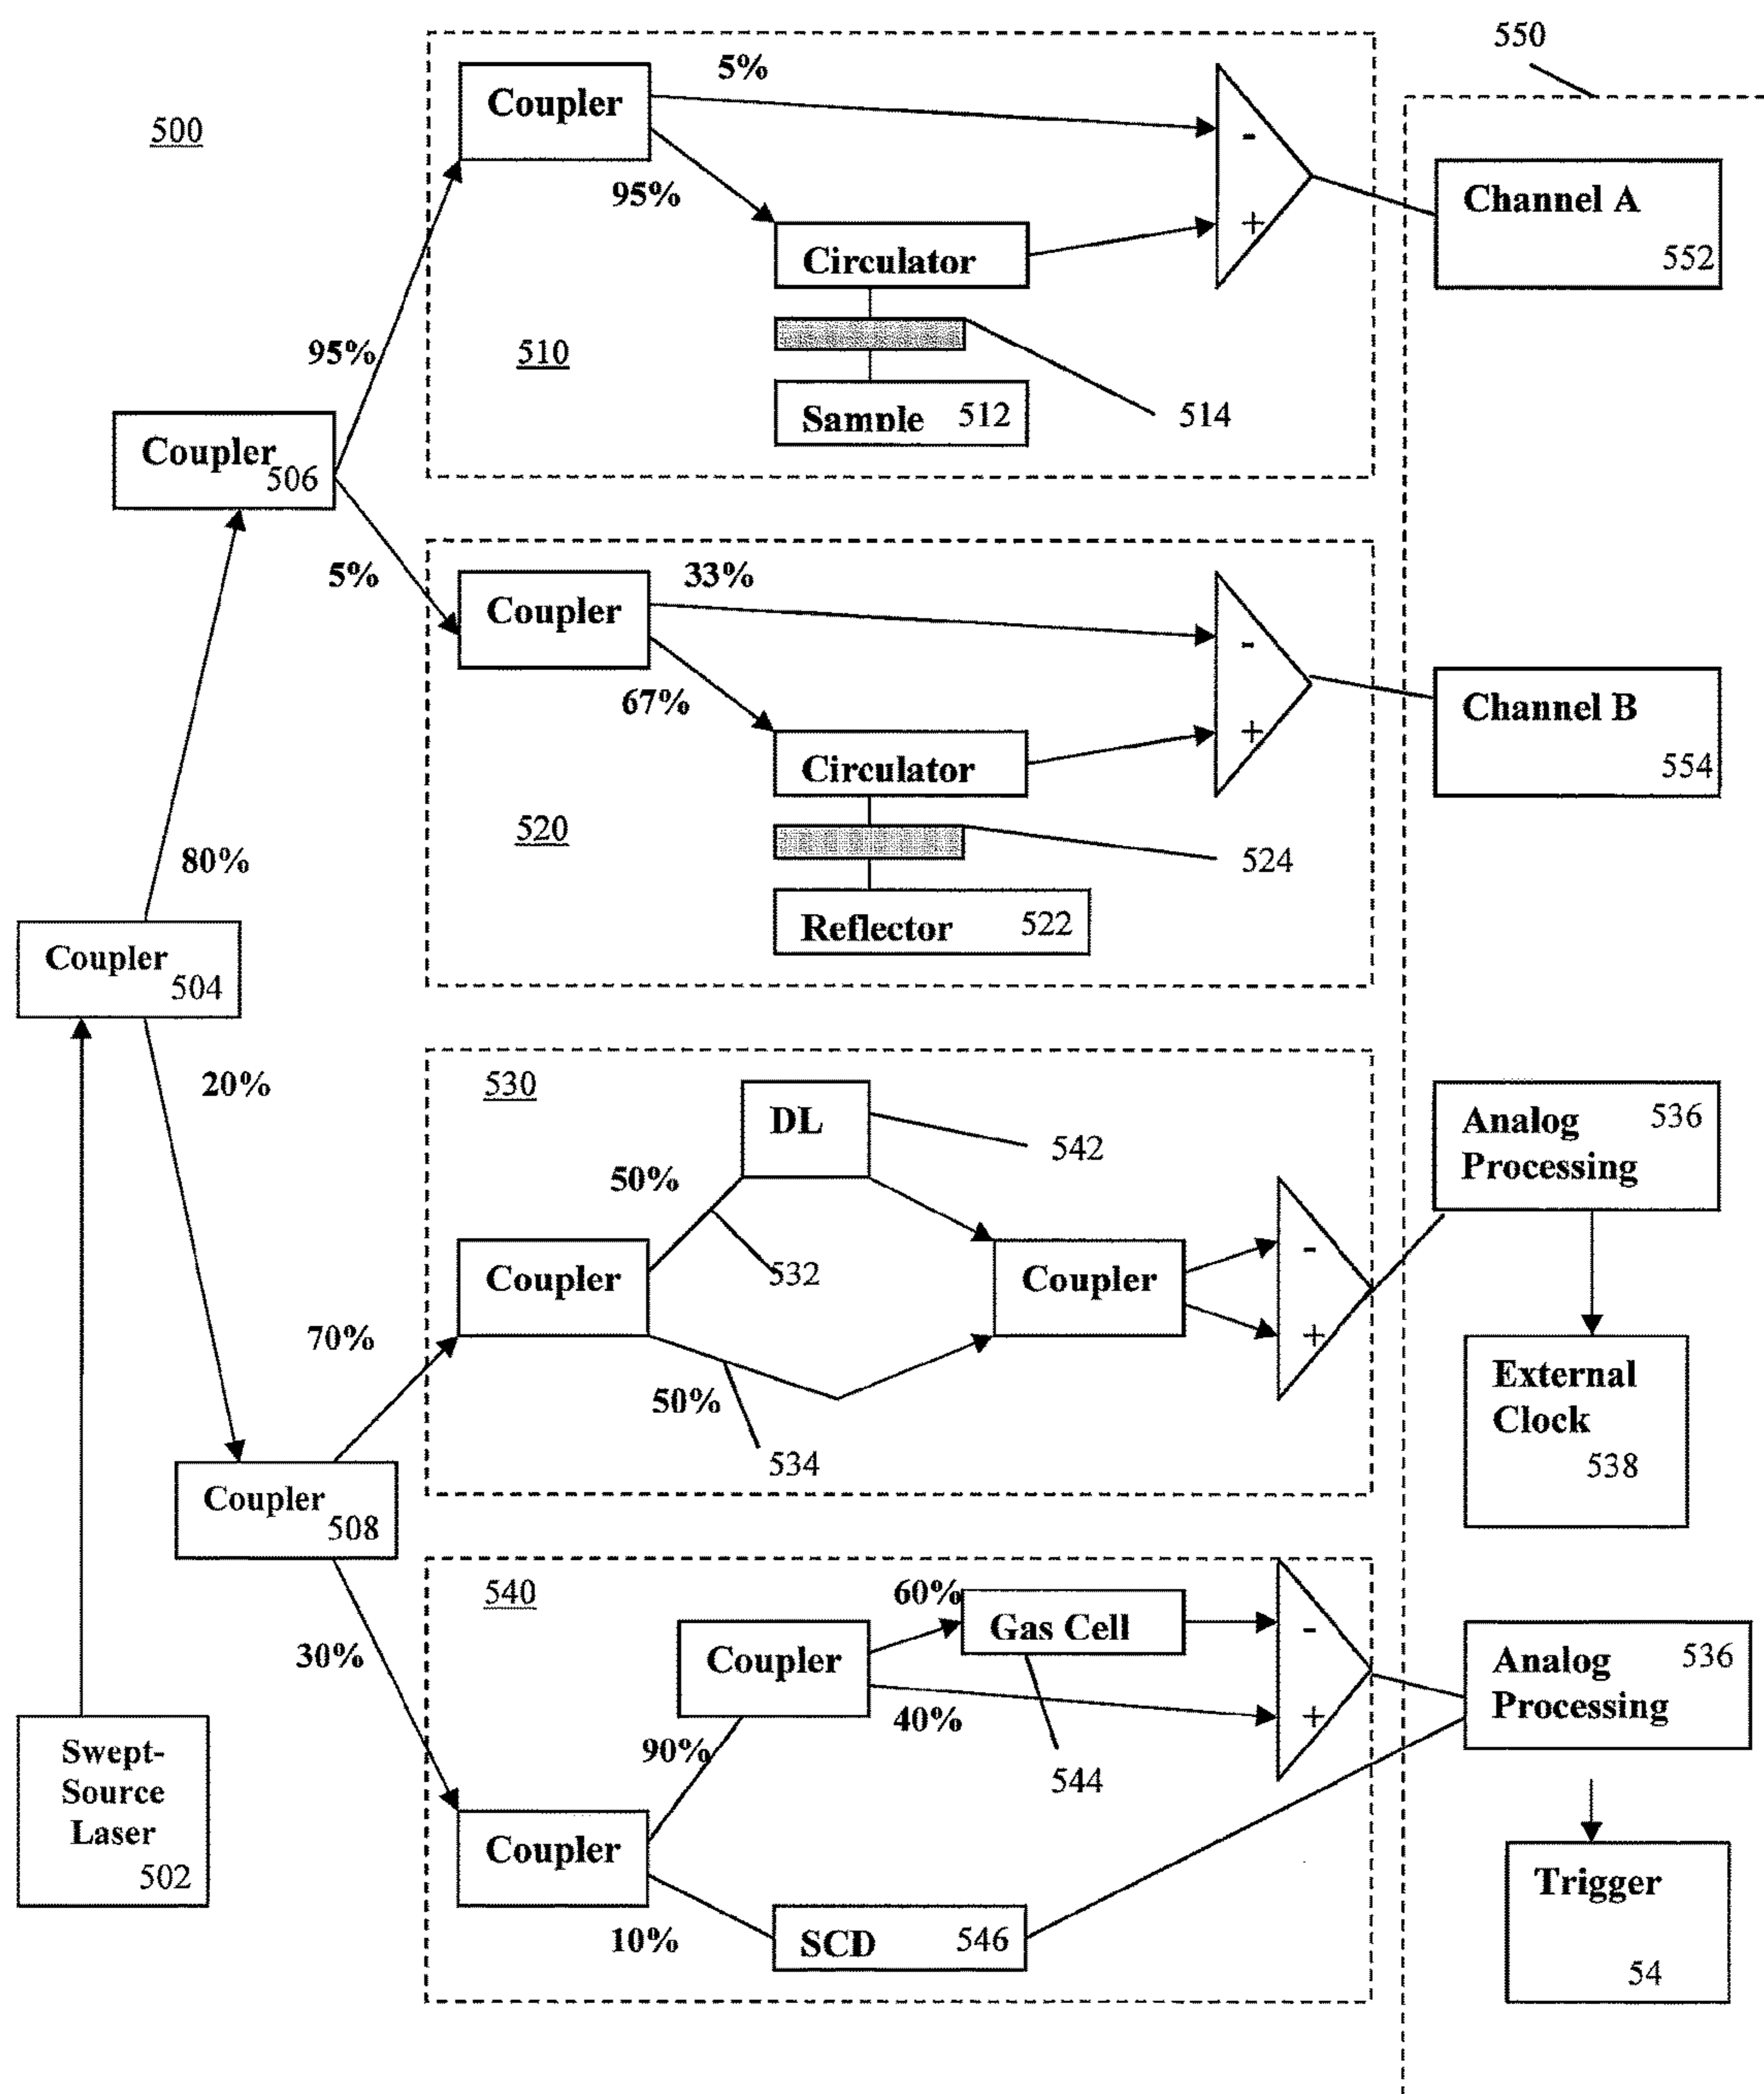 550
500
5%
Coupler
-
95%
+
Channel A
552
Circulator
95%
510
Sample 512
514
Coupler
506
5%
33%
Coupler
-
67%
+
Channel B
554
Circulator
520
524
80%
Reflector 522
Coupler
504
20%
530
DL
542
Analog 536
Processing
50%
Coupler
532
Coupler
-
+
70%
50%
534
External
Clock
538
Coupler
508
540
60%
Gas Cell
-
30%
Coupler
40%
+
Analog 536
Processing
90%
544
Swept-
Source
Laser
502
Coupler
10%
SCD 546
Trigger
54